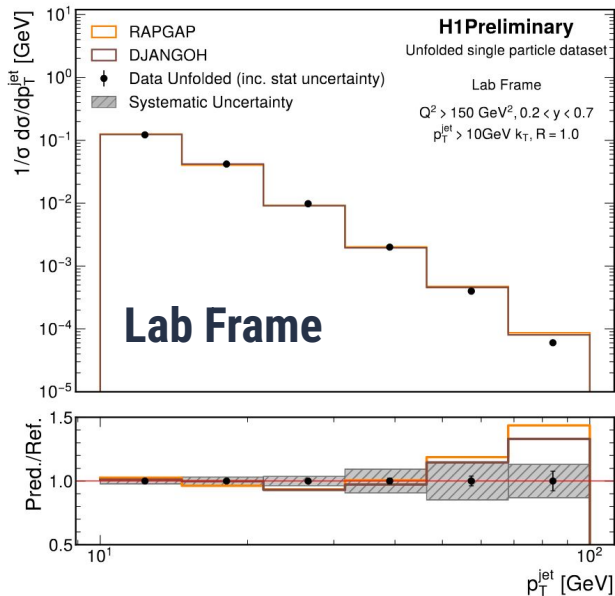 1/σ dσ/dp_T^jet [GeV]
10²
10¹
10⁰
10⁻¹
10⁻²
10⁻³
10⁻⁴
10⁻⁵
RAPGAP
DJANGOH
Data Unfolded (inc. stat uncertainty)
Systematic Uncertainty
H1Preliminary
Unfolded single particle dataset
Lab Frame
Q² > 150 GeV², 0.2 < y < 0.7
p_T^jet > 10GeV k_T, R = 1.0
Lab Frame
Pred./Ref.
1.5
1.0
0.5
10¹
10²
p_T^jet [GeV]